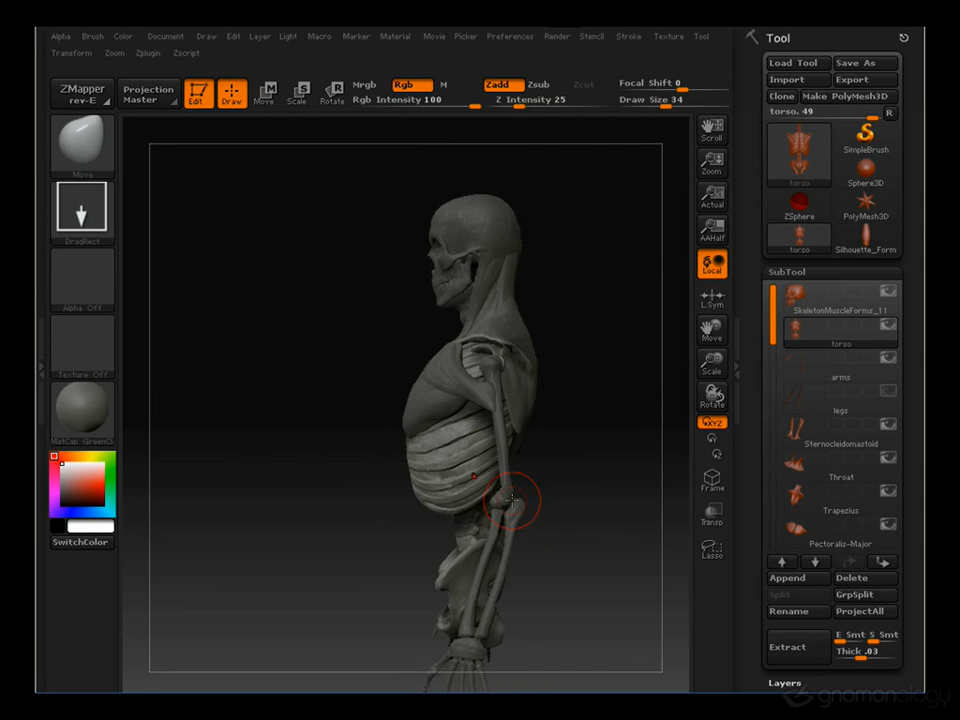 Alpha Brush Color Document Draw Edit Layer Light Macro Marker Material Movie Picker Preferences Render Stencil Stroke Texture Tool
Transform Zoom Zplugin Zscript
ZMapper
rev-E
Projection
Master
Edit
Draw
Move
Scale
Rotate
Mrgb Rgb M
Rgb Intensity 100
Zadd Zsub Zcut
Z Intensity 25
Focal Shift 0
Draw Size 34
Move
DragRect
Alpha Off
Texture Off
MatCap_GreenCl
SwitchColor
Scroll
Zoom
Actual
AAHalf
Local
L.Sym
Move
Scale
Rotate
XYZ
Frame
Transp
Lasso
Tool
Load Tool Save As
Import Export
Clone Make PolyMesh3D
torso. 49 R
torso
SimpleBrush
Sphere3D
ZSphere
PolyMesh3D
torso
Silhouette_Form
SubTool
SkeletonMuscleForms_11
torso
arms
legs
Sternocleidomastoid
Throat
Trapezius
Pectoralis-Major
Append Delete
Split GrpSplit
Rename ProjectAll
Extract
E Smt S Smt
Thick .03
Layers
gnomonology